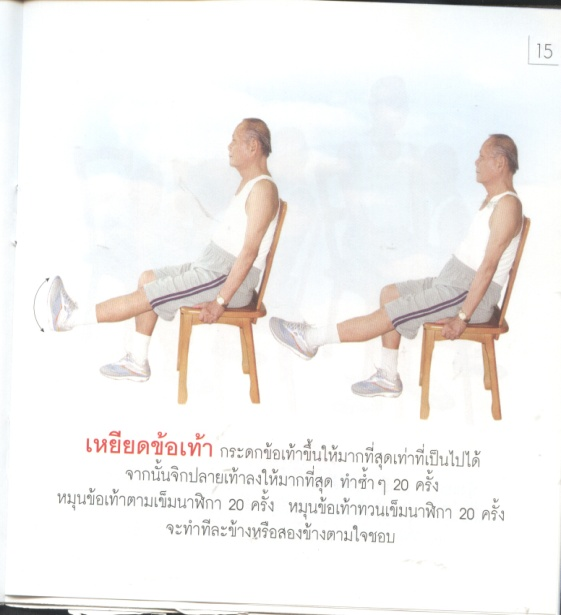 15
เหยียดข้อเท้า กระดกข้อเท้าขึ้นให้มากที่สุดเท่าที่เป็นไปได้
จากนั้นจิกปลายเท้าลงให้มากที่สุด ทำซ้ำๆ 20 ครั้ง
หมุนข้อเท้าตามเข็มนาฬิกา 20 ครั้ง หมุนข้อเท้าทวนเข็มนาฬิกา 20 ครั้ง
จะทำทีละข้างหรือสองข้างตามใจชอบ